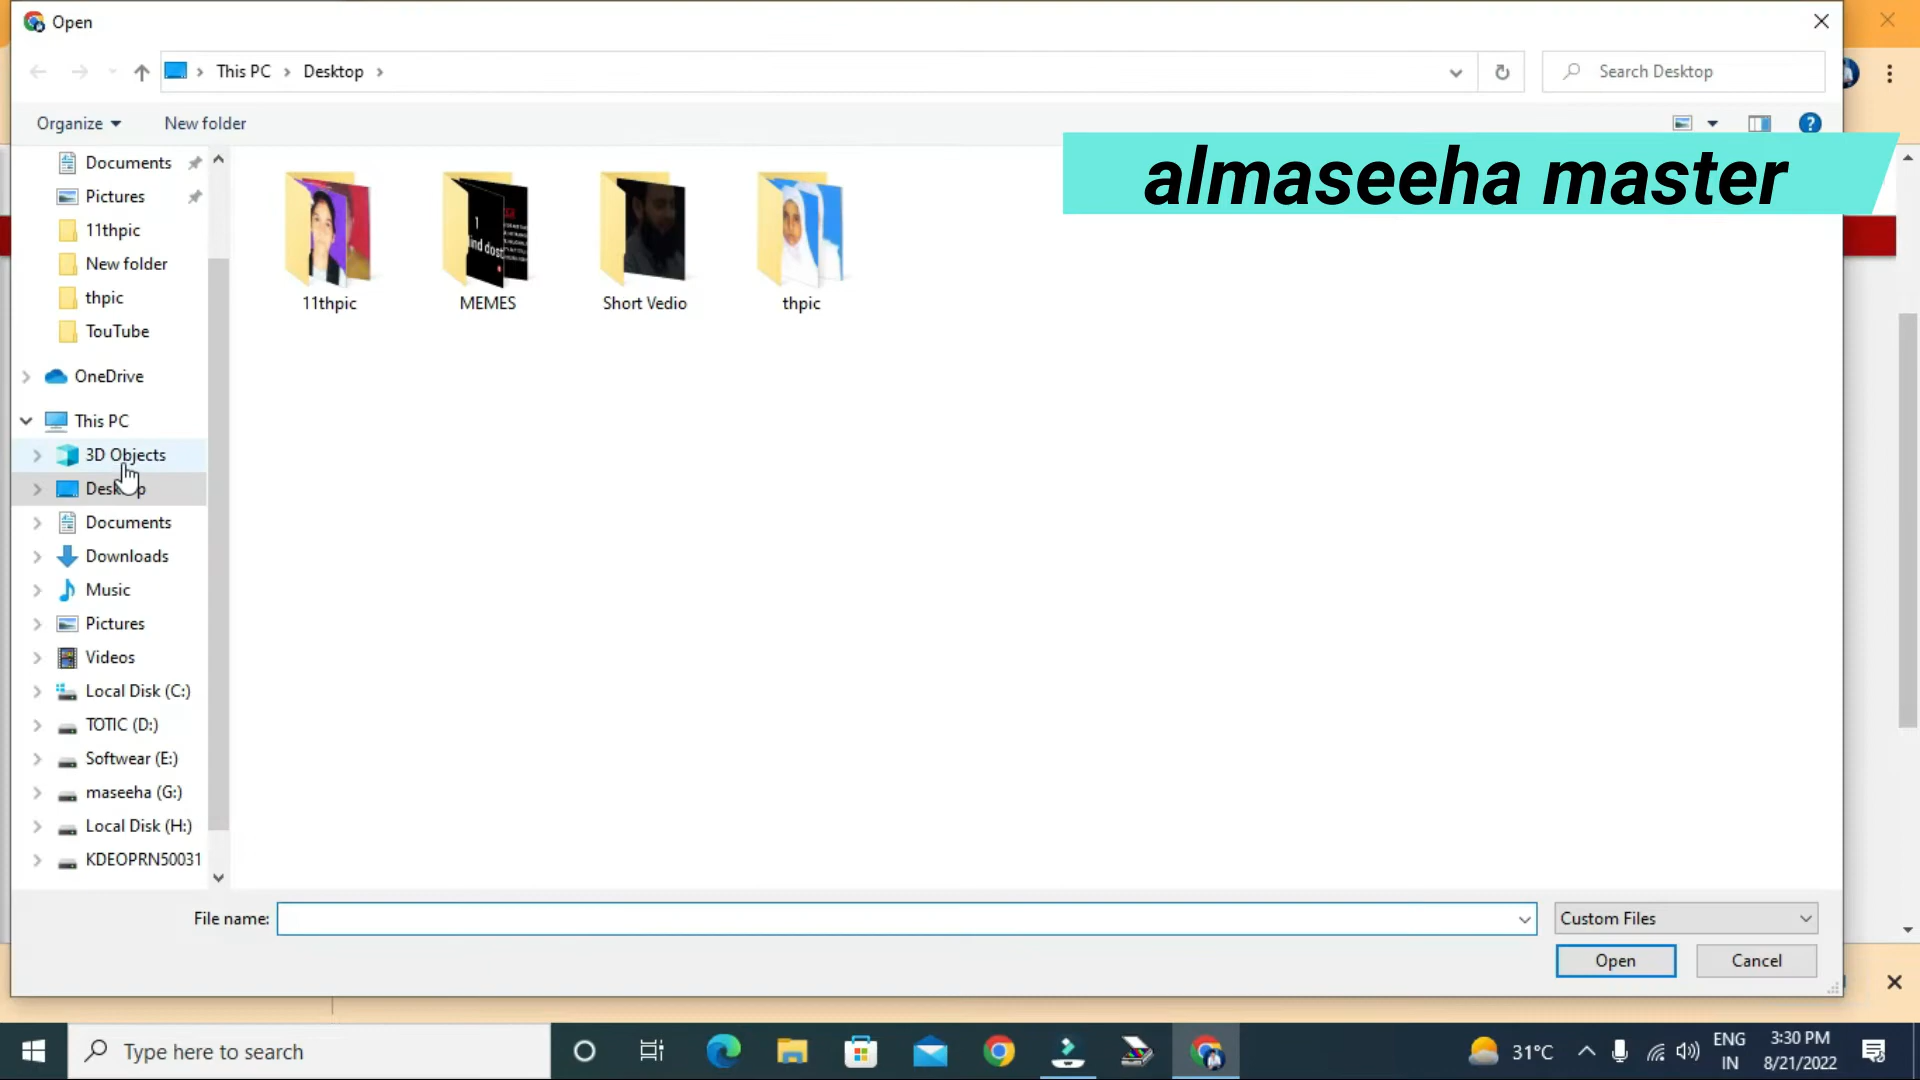 Open
This PC
Desktop
Search Desktop
Organize
New folder
almaseeha master
Documents
Pictures
11thpic
New folder
thpic
TouTube
OneDrive
This PC
3D Objects
Documents
Downloads
Music
Pictures
Videos
Local Disk (C:)
TOTIC (D:)
Softwear (E:)
maseeha (G:)
Local Disk (H:)
KDEOPRN50031
11thpic
MEMES
Short Vedio
thpic
File name:
Custom Files
Open
Cancel
Type here to search
31°C
ENG
IN
3:30 PM
8/21/2022